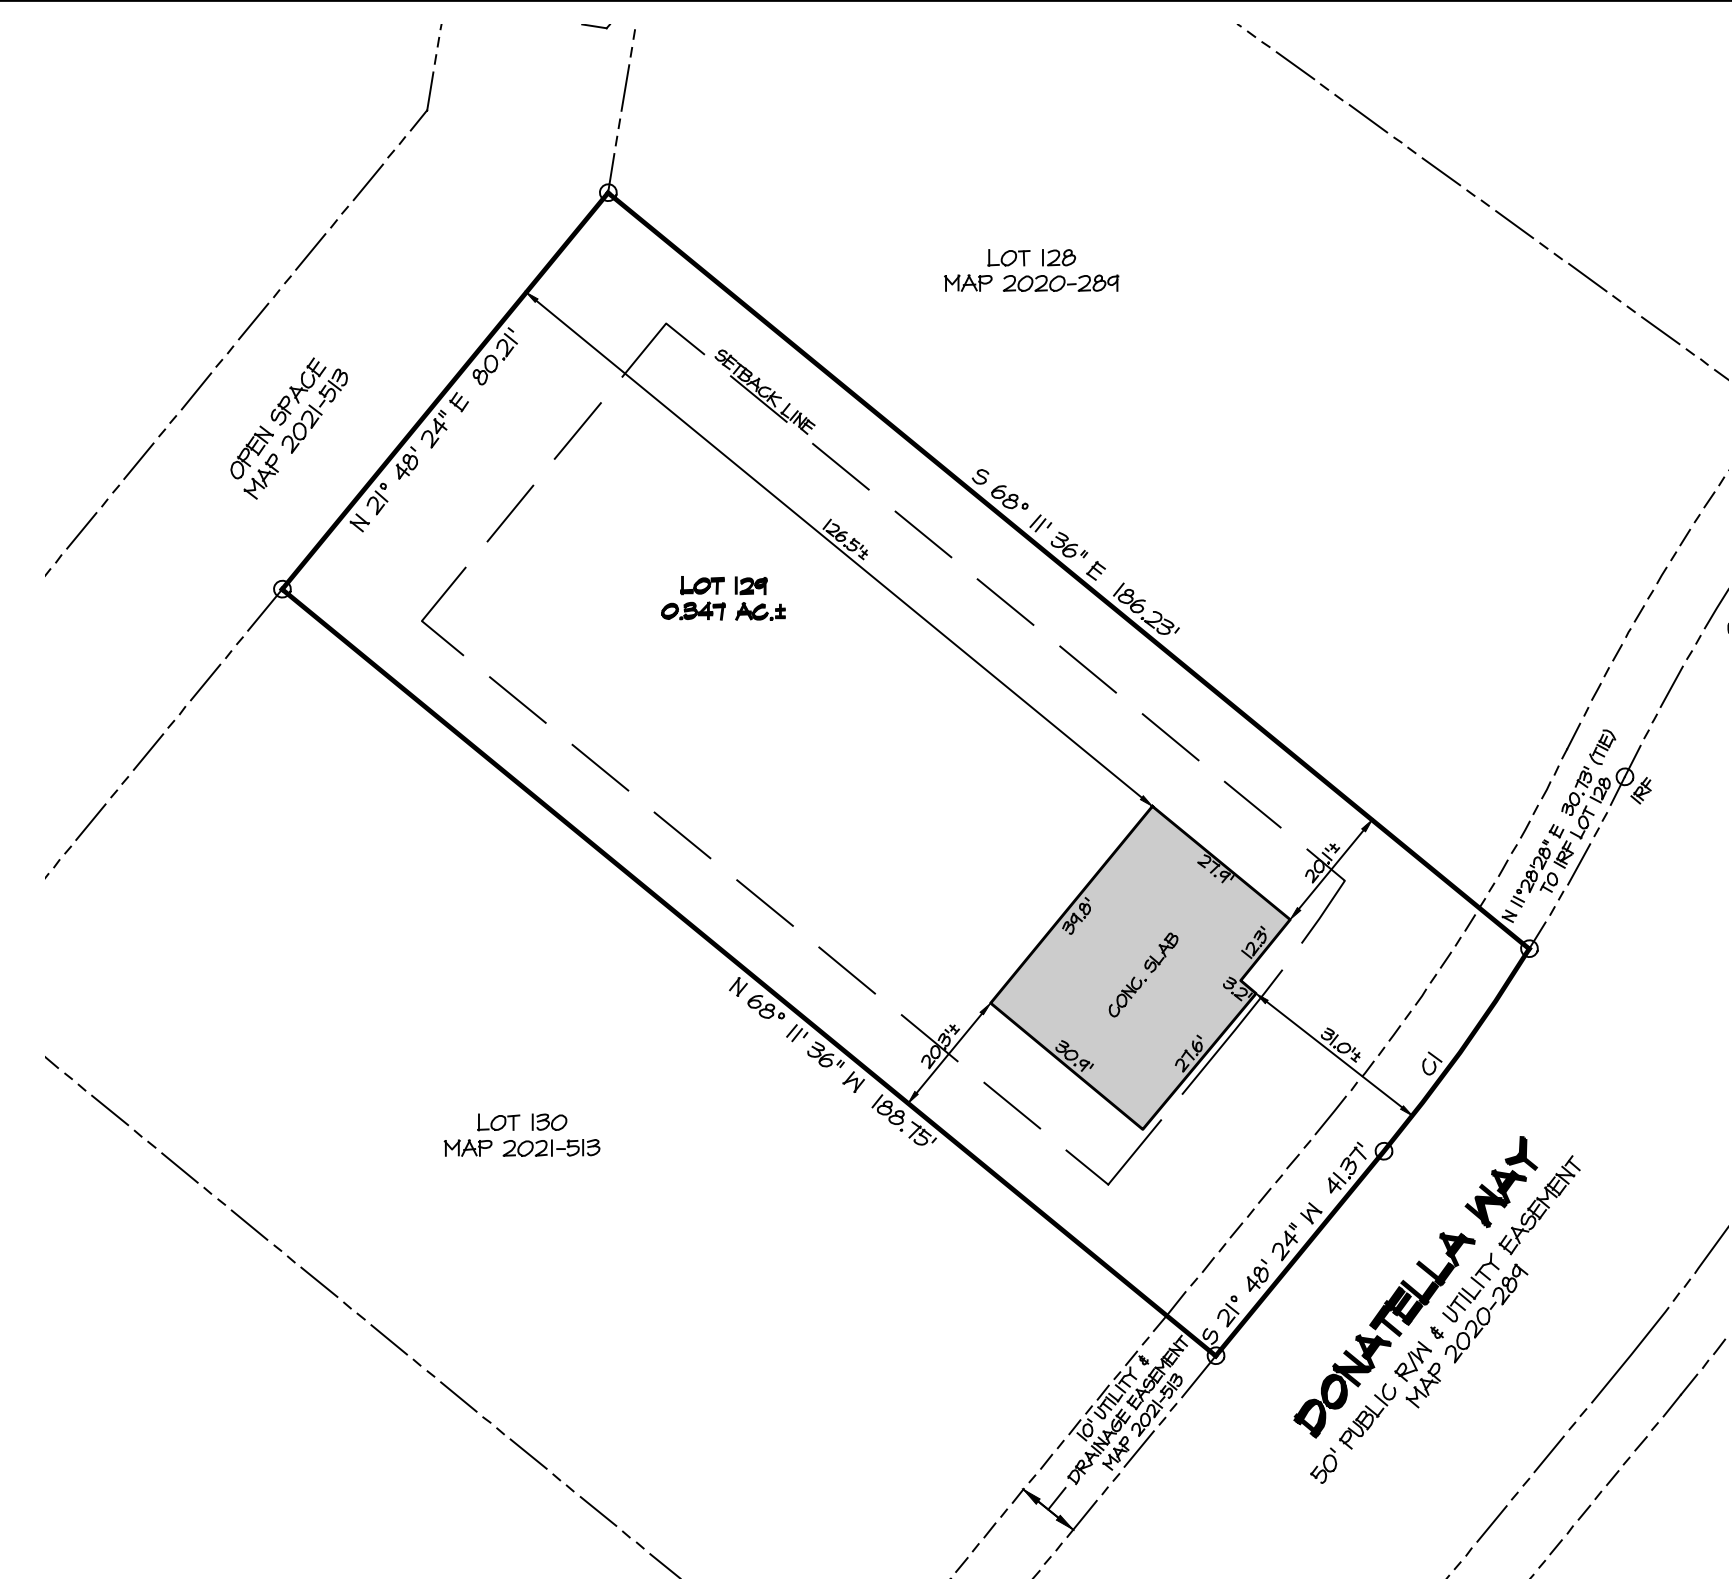 LOT 128
MAP 2020-289
OPEN SPACE
MAP 2021-513
N 21° 48' 24" E 80.21'
SETBACK LINE
S 68° 11' 36" E 186.23'
126.5'±
LOT 129
0.347 AC.±
N 11°28'28" E 30.73' (TIE)
TO IRF LOT 128
IRF
27.9'
20.1'±
39.8'
12.3'
CONC. SLAB
3.2'
31.0'±
27.6'
30.9'
20.3'±
C1
N 68° 11' 36" W 188.75'
LOT 130
MAP 2021-513
S 21° 48' 24" W 41.37'
DONATELLA WAY
50' PUBLIC R/W & UTILITY EASEMENT
MAP 2020-289
10' UTILITY &
DRAINAGE EASEMENT
MAP 2021-513